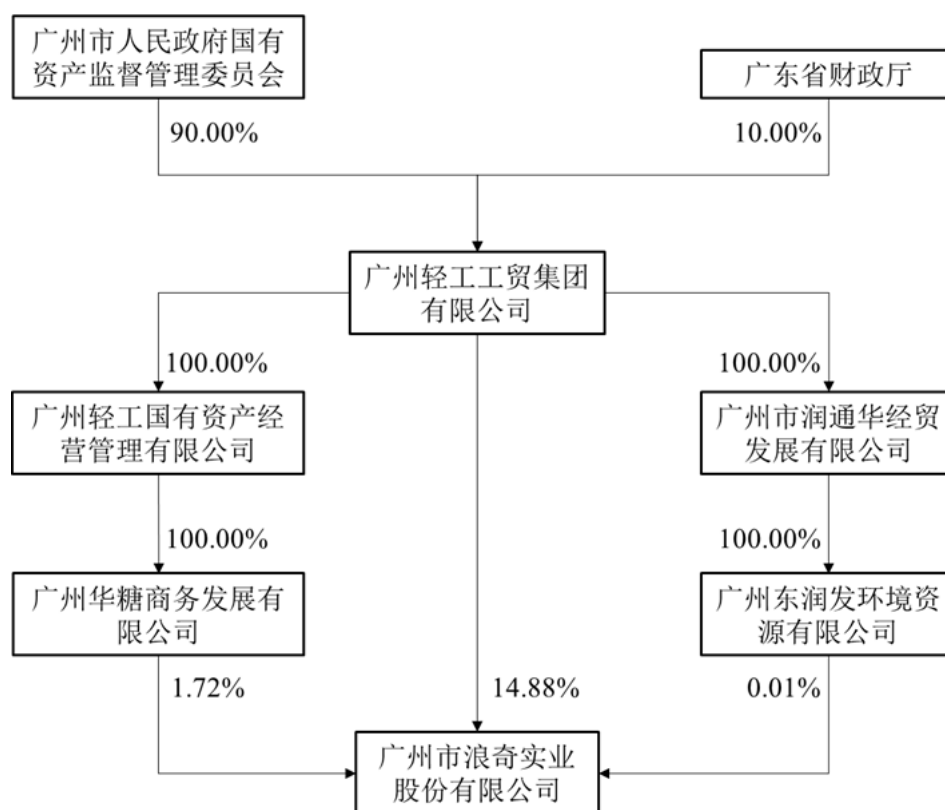 广州市人民政府国有
资产监督管理委员会
广东省财政厅
90.00%
10.00%
广州轻工工贸集团
有限公司
100.00%
100.00%
广州轻工国有资产经
营管理有限公司
广州市润通华经贸
发展有限公司
100.00%
100.00%
广州华糖商务发展有
限公司
广州东润发环境资
源有限公司
1.72%
14.88%
0.01%
广州市浪奇实业
股份有限公司